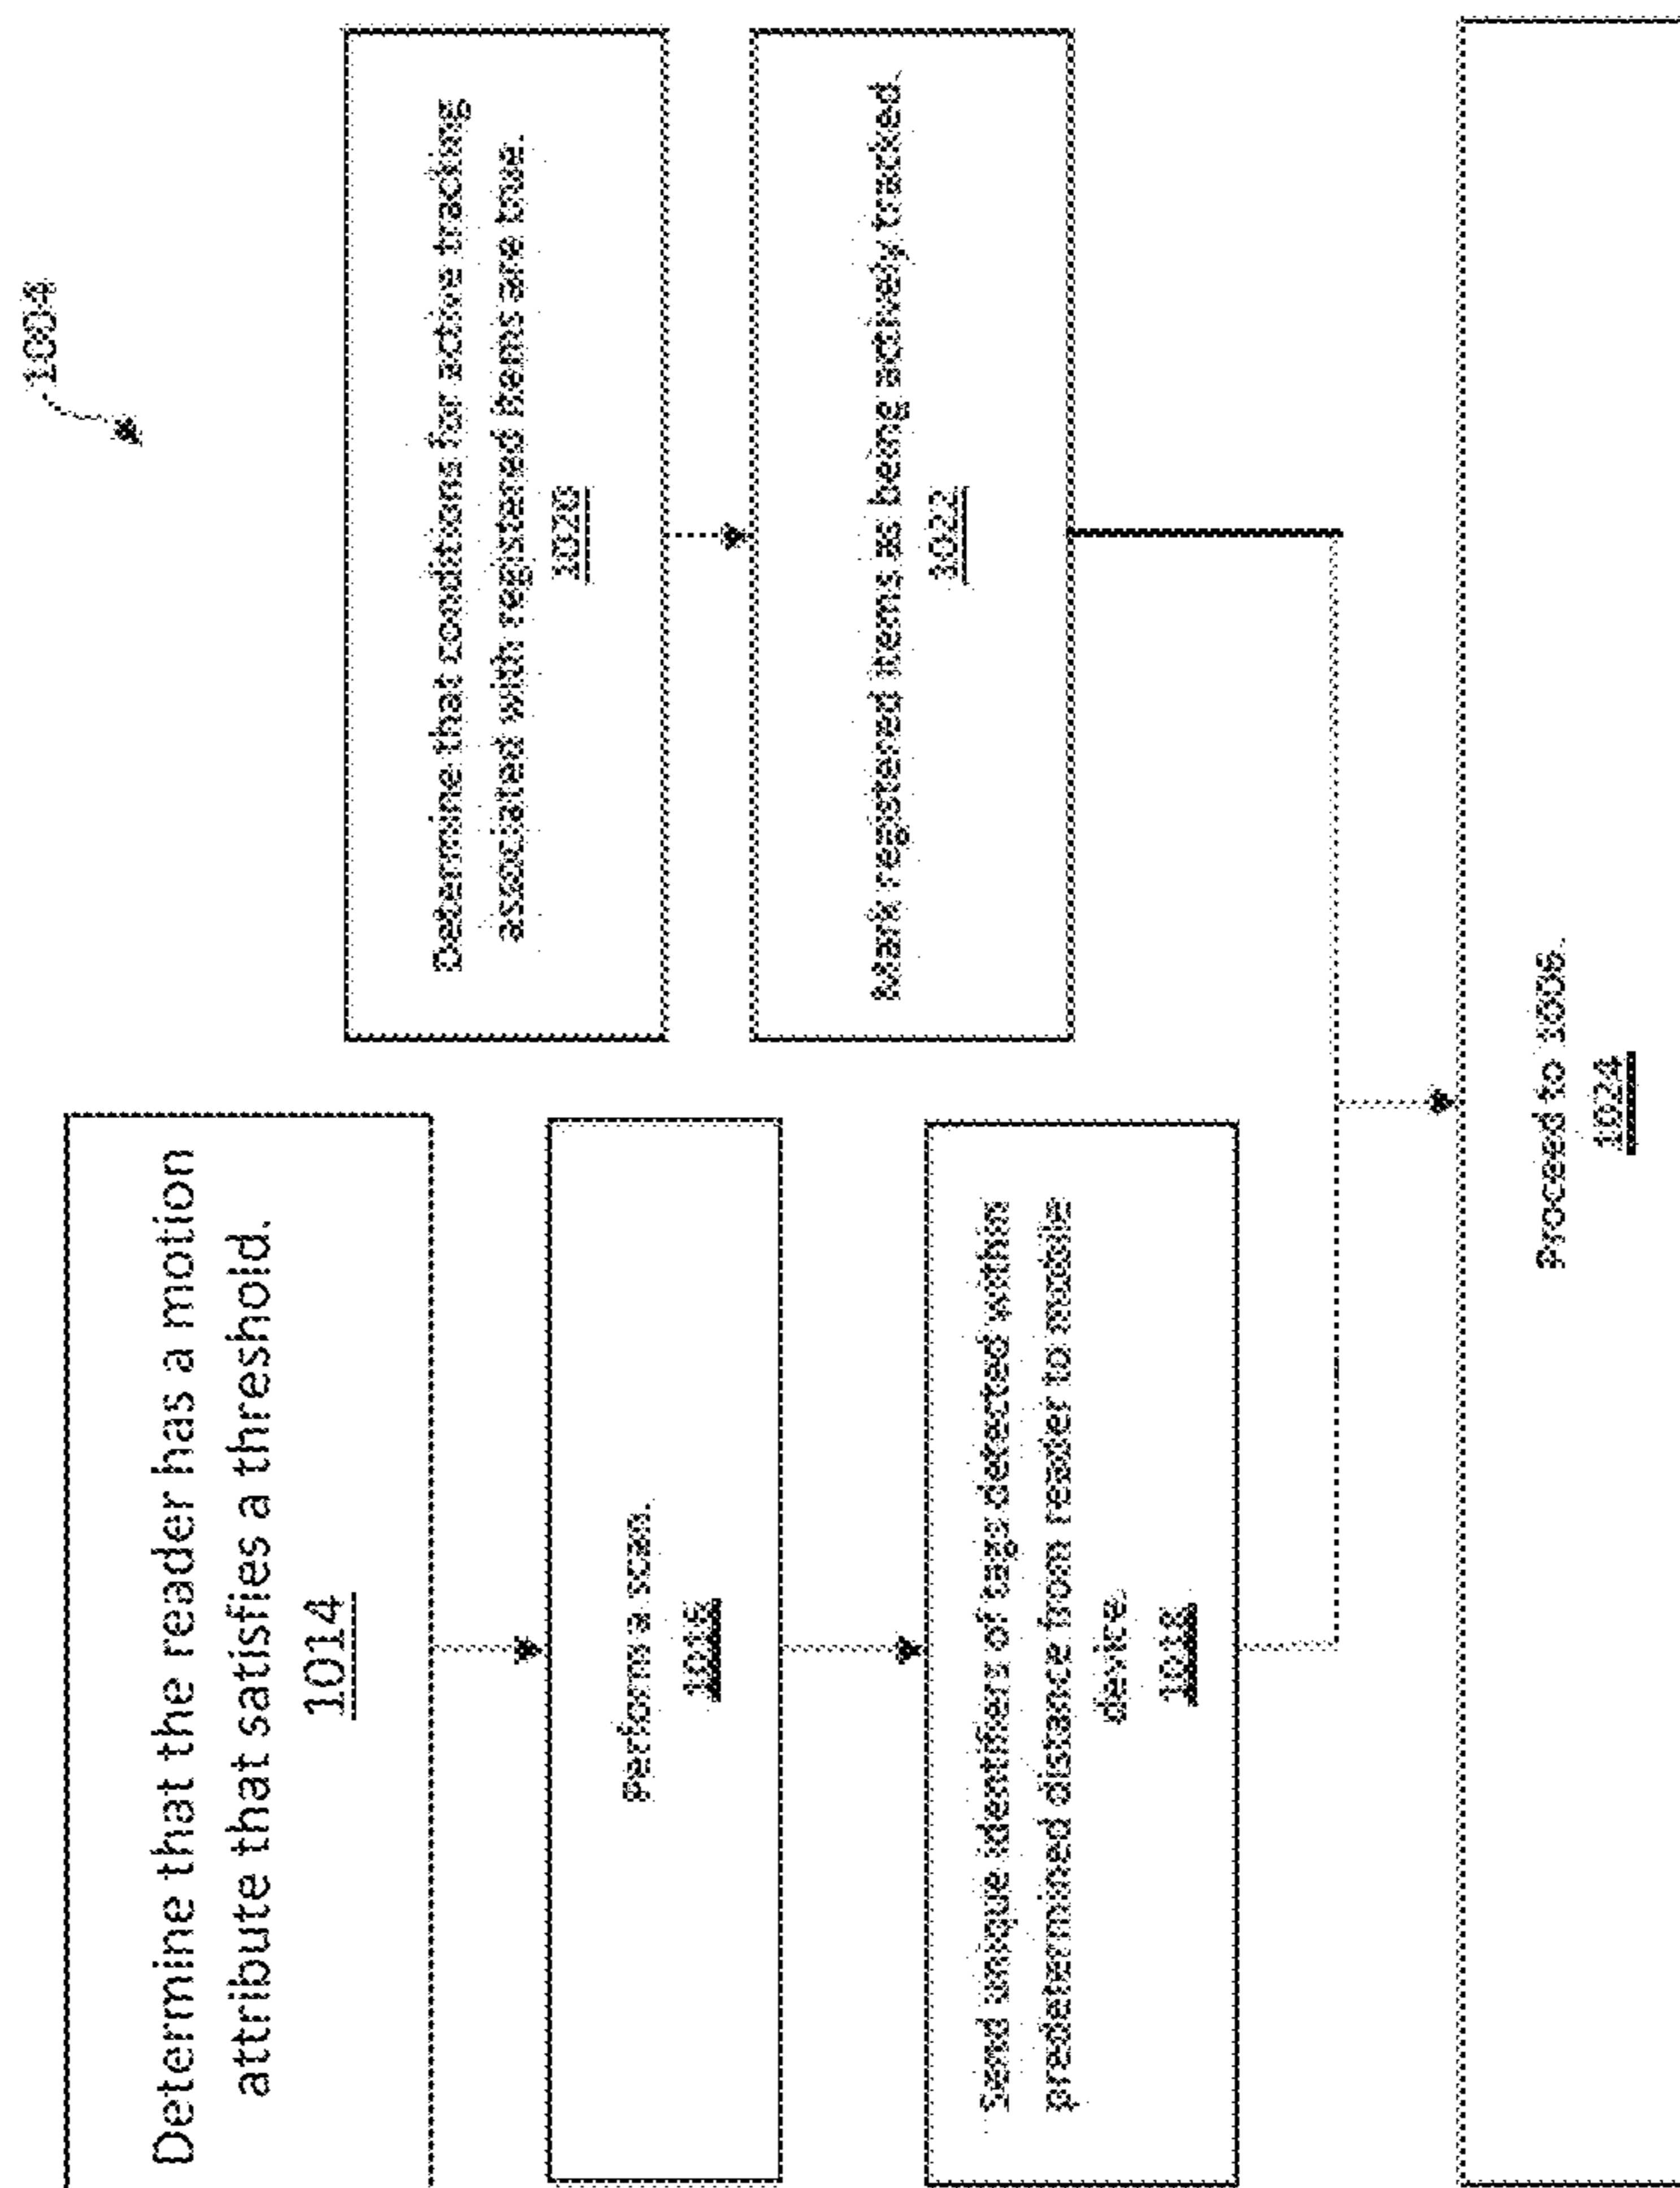 1004
Determine that the reader has a motion
attribute that satisfies a threshold.
1014
Perform a scan.
1016
Send unique identifiers of tags detected within
predetermined distance from reader to mobile
device.
1018
Determine that conditions for active tracking
associated with registered items are true.
1020
Mark registered items as being actively tracked.
1022
Proceed to 1006.
1024